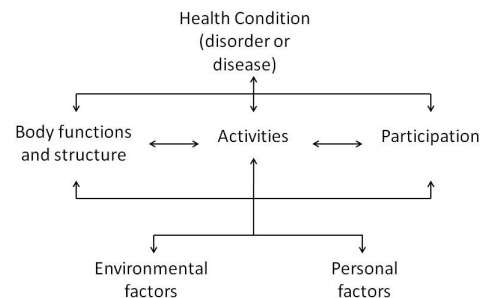 Health Condition
(disorder or
disease)
Body functions
and structure
Activities
Participation
Environmental
factors
Personal
factors